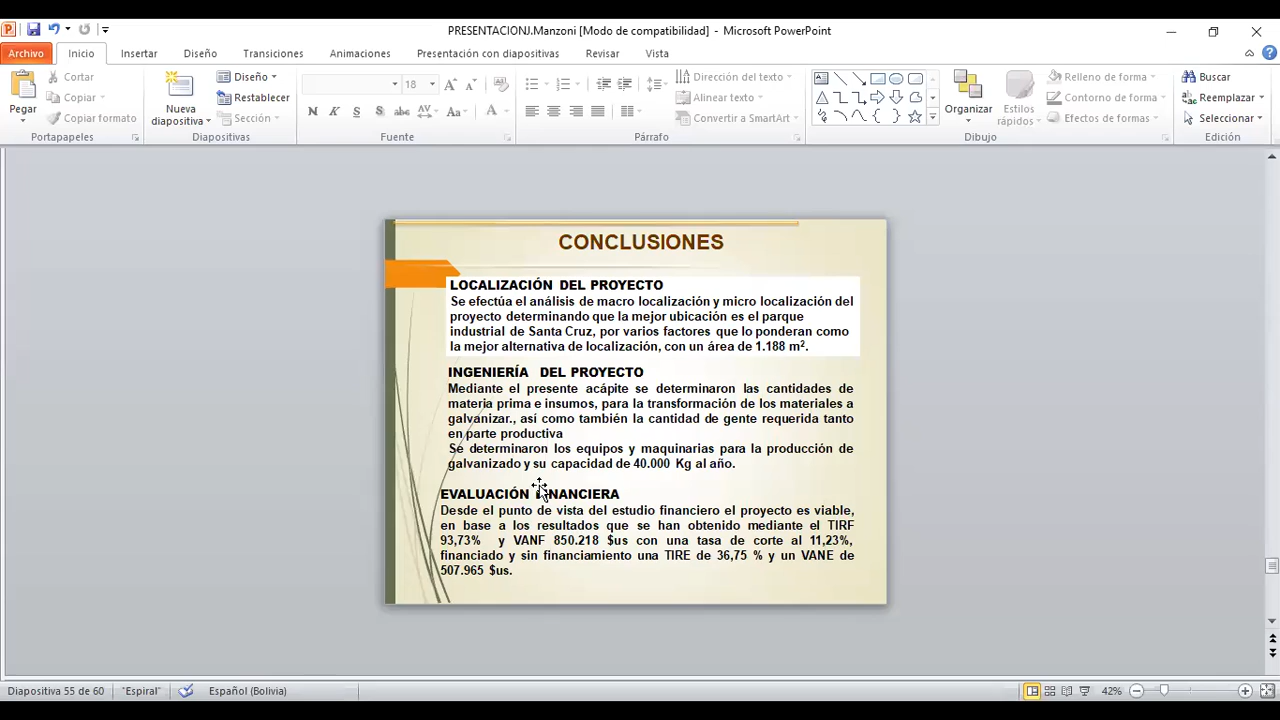 PRESENTACIONJ.Manzoni [Modo de compatibilidad] - Microsoft PowerPoint
Archivo Inicio Insertar Diseño Transiciones Animaciones Presentación con diapositivas Revisar Vista
Pegar
Cortar
Copiar
Copiar formato
Portapapeles
Nueva diapositiva
Diseño
Restablecer
Sección
Diapositivas
18
N K S abc AV Aa A
Fuente
Dirección del texto
Alinear texto
Convertir a SmartArt
Párrafo
Organizar
Estilos rápidos
Relleno de forma
Contorno de forma
Efectos de formas
Dibujo
Buscar
Reemplazar
Seleccionar
Edición
CONCLUSIONES
LOCALIZACIÓN DEL PROYECTO
Se efectúa el análisis de macro localización y micro localización del
proyecto determinando que la mejor ubicación es el parque
industrial de Santa Cruz, por varios factores que lo ponderan como
la mejor alternativa de localización, con un área de 1.188 m².
INGENIERÍA DEL PROYECTO
Mediante el presente acápite se determinaron las cantidades de
materia prima e insumos, para la transformación de los materiales a
galvanizar., así como también la cantidad de gente requerida tanto
en parte productiva
Se determinaron los equipos y maquinarias para la producción de
galvanizado y su capacidad de 40.000 Kg al año.
EVALUACIÓN FINANCIERA
Desde el punto de vista del estudio financiero el proyecto es viable,
en base a los resultados que se han obtenido mediante el TIRF
93,73% y VANF 850.218 $us con una tasa de corte al 11,23%,
financiado y sin financiamiento una TIRE de 36,75 % y un VANE de
507.965 $us.
Diapositiva 55 de 60 "Espiral" Español (Bolivia) 42%